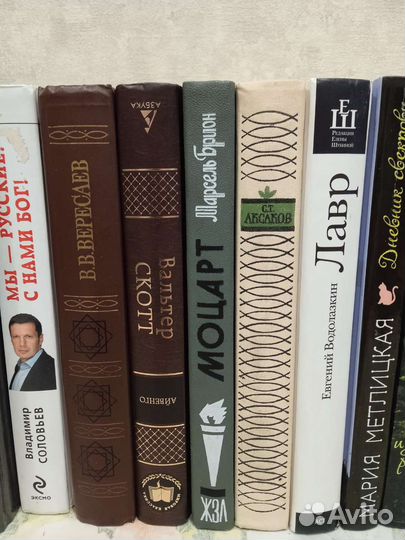 МЫ — РУССКИЕ.
С НАМИ БОГ!
Владимир
СОЛОВЬЕВ
ЭКСМО
В.В.ВЕРЕСАЕВ
АЗБУКА
Вальтер
СКОТТ
АЙВЕНГО
Марсель Брион
МОЦАРТ
ЖЗЛ
С.Т.
АКСАКОВ
ЕШ
Редакция
Елены
Шубиной
Лавр
Евгений Водолазкин
Дневник свекрови
МАРИЯ МЕТЛИЦКАЯ
Avito